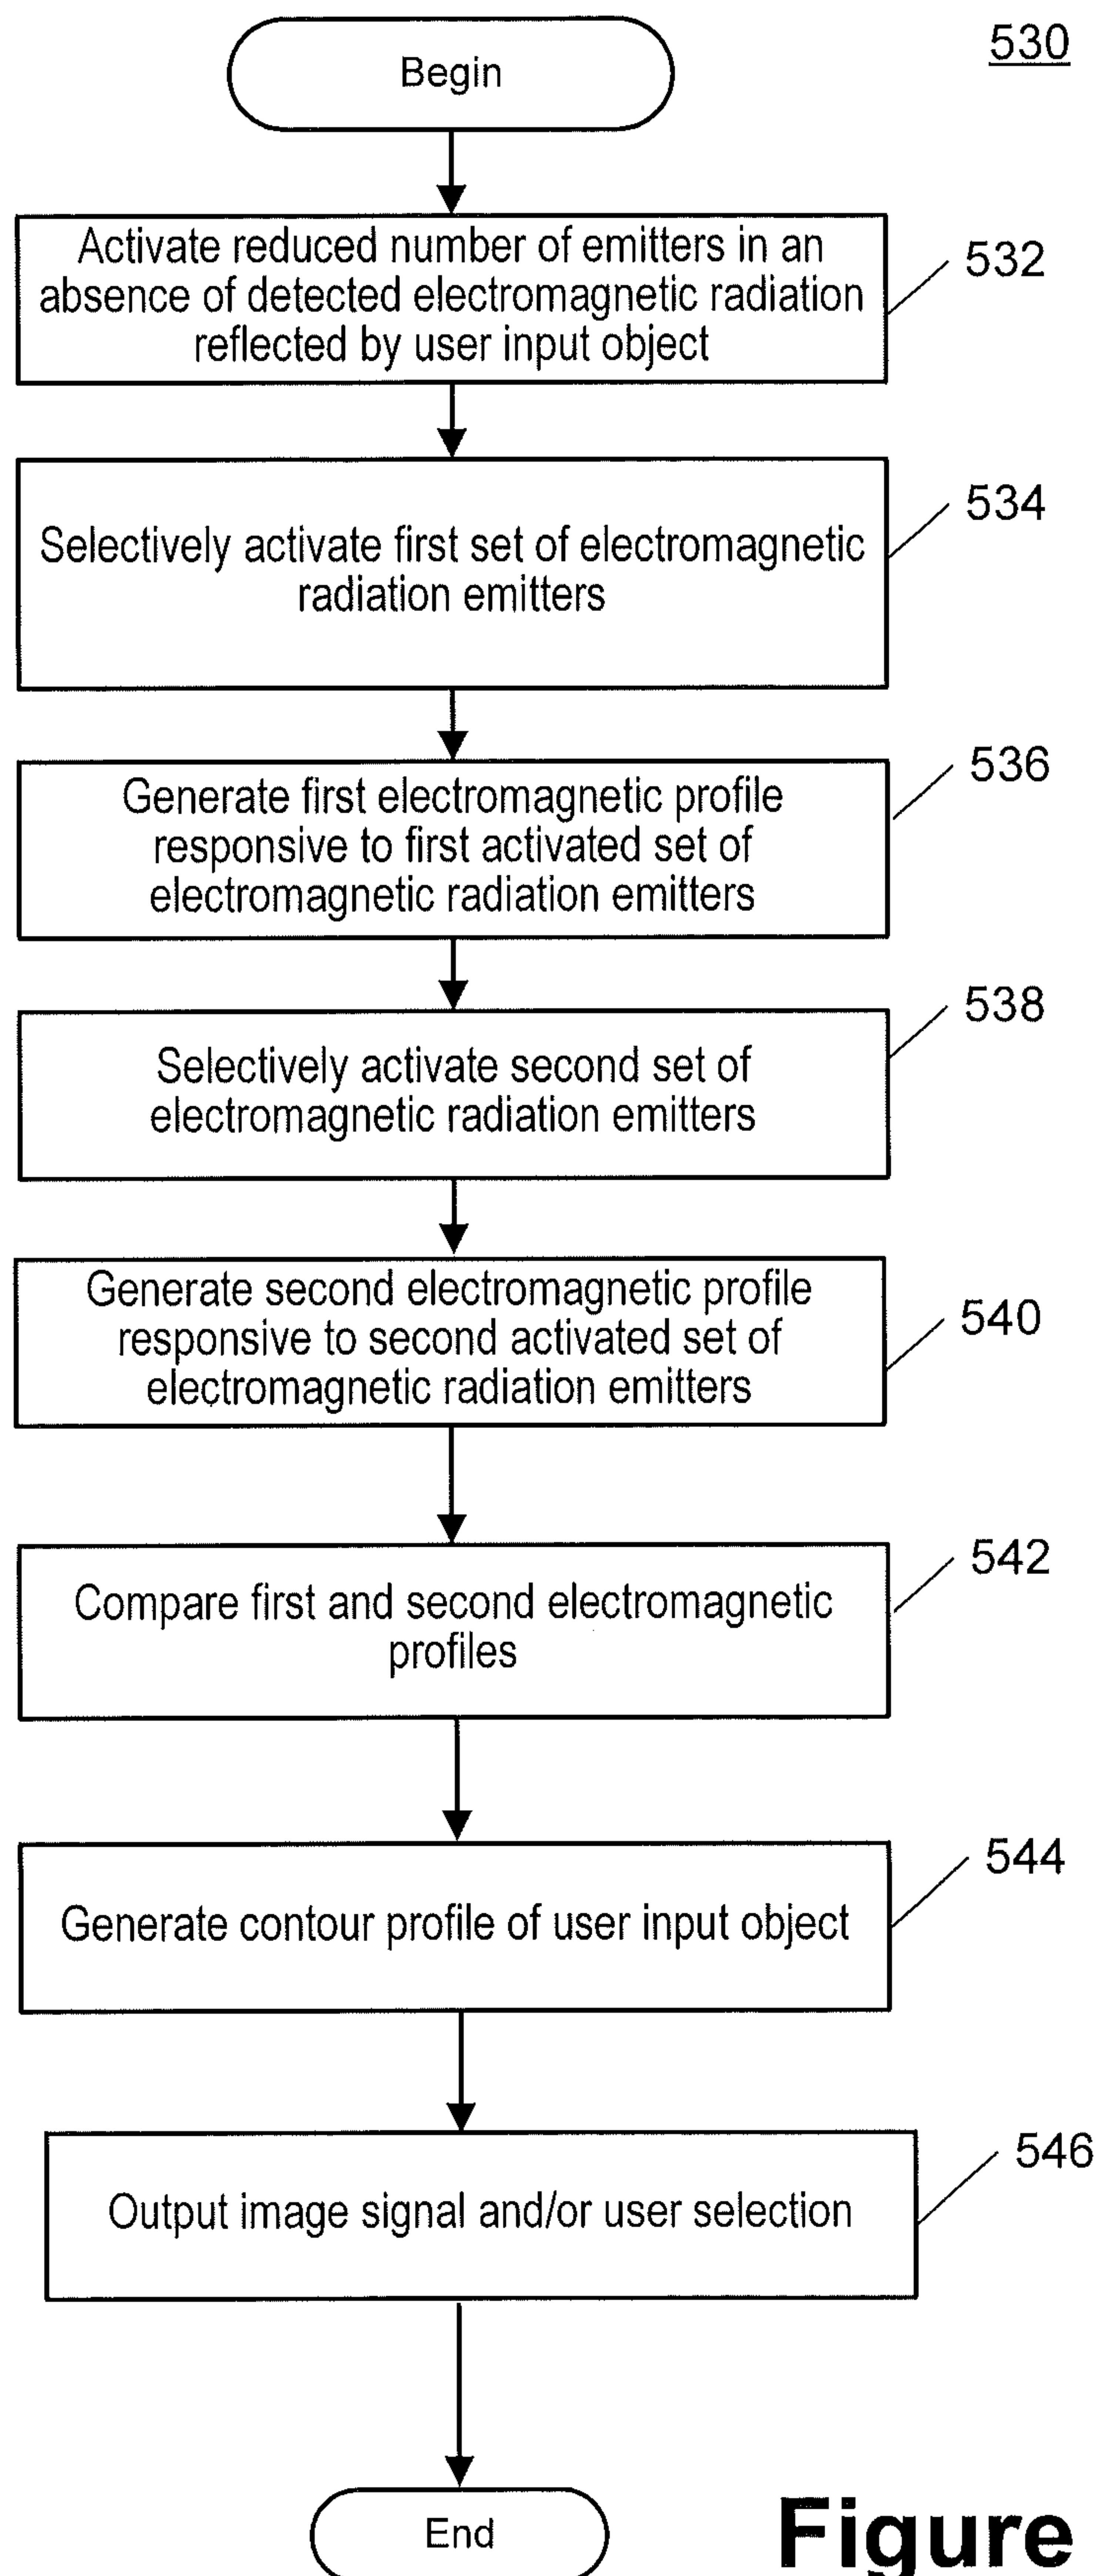 530
Begin
Activate reduced number of emitters in an
absence of detected electromagnetic radiation
reflected by user input object
532
Selectively activate first set of electromagnetic
radiation emitters
534
Generate first electromagnetic profile
responsive to first activated set of
electromagnetic radiation emitters
536
Selectively activate second set of
electromagnetic radiation emitters
538
Generate second electromagnetic profile
responsive to second activated set of
electromagnetic radiation emitters
540
Compare first and second electromagnetic
profiles
542
Generate contour profile of user input object
544
Output image signal and/or user selection
546
End
Figure